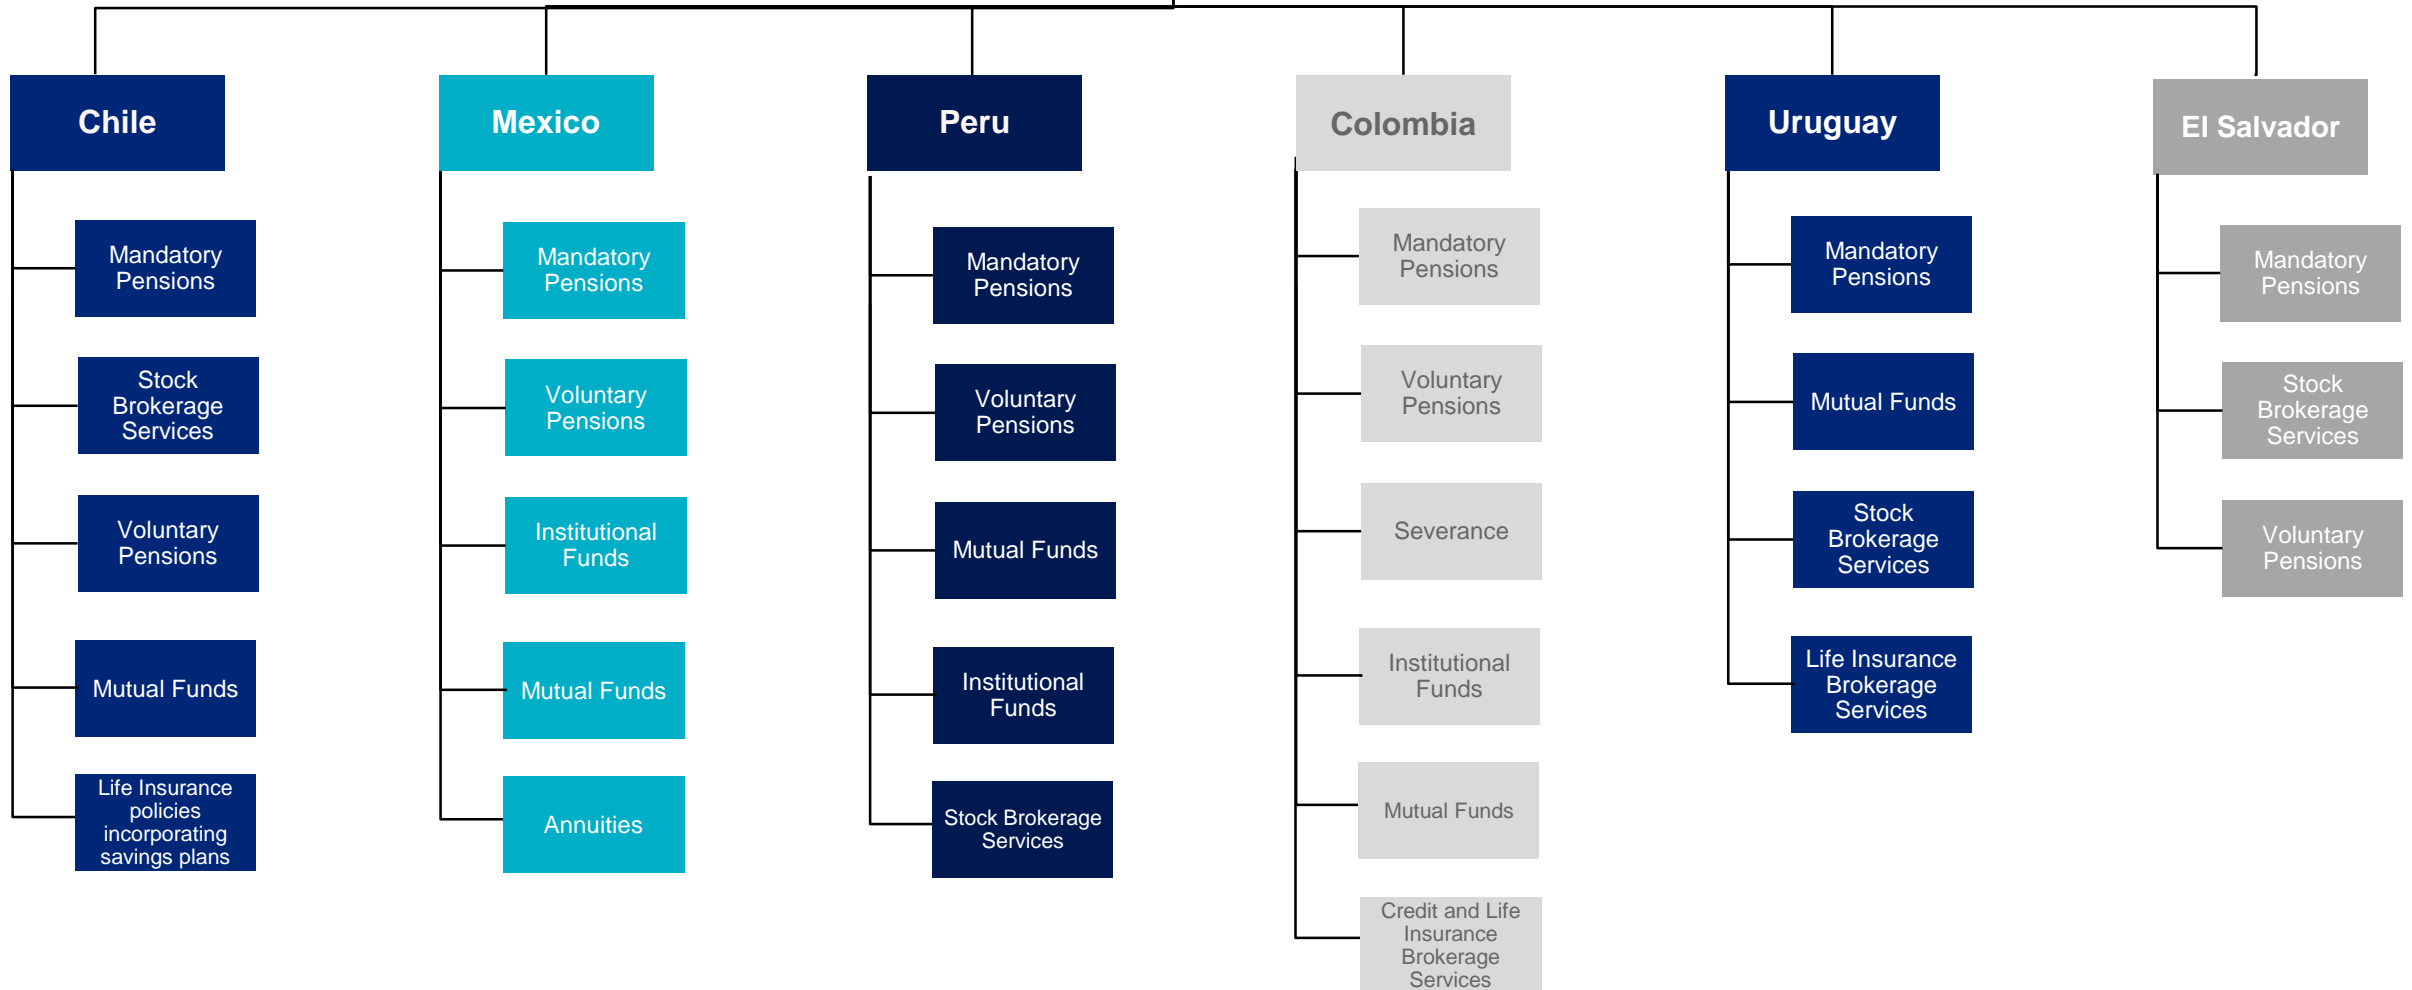 Chile
Mandatory
Pensions
Stock
Brokerage
Services
Voluntary
Pensions
Mutual Funds
Life Insurance
policies
incorporating
savings plans
Mexico
Mandatory
Pensions
Voluntary
Pensions
Institutional
Funds
Mutual Funds
Annuities
Peru
Mandatory
Pensions
Voluntary
Pensions
Mutual Funds
Institutional
Funds
Stock Brokerage
Services
Colombia
Mandatory
Pensions
Voluntary
Pensions
Severance
Institutional
Funds
Mutual Funds
Credit and Life
Insurance
Brokerage
Services
Uruguay
Mandatory
Pensions
Mutual Funds
Stock
Brokerage
Services
Life Insurance
Brokerage
Services
El Salvador
Mandatory
Pensions
Stock
Brokerage
Services
Voluntary
Pensions